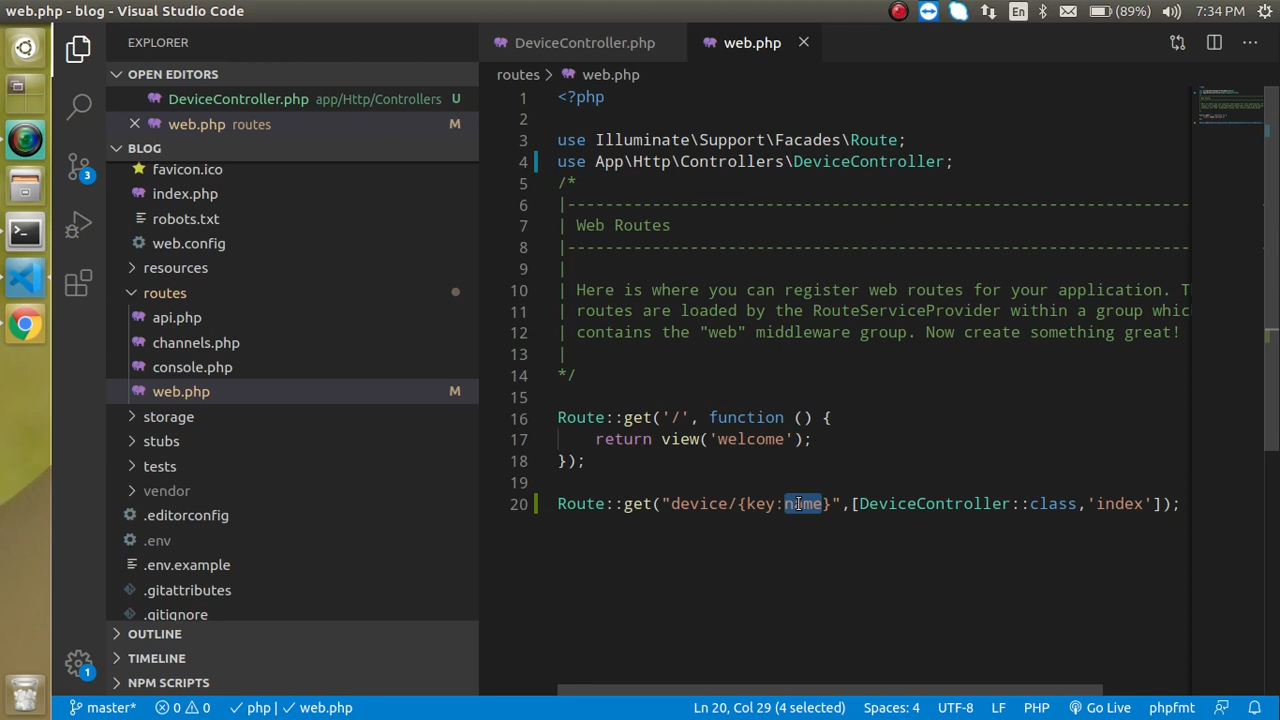 web.php - blog - Visual Studio Code
En
(89%)
7:34 PM
EXPLORER
OPEN EDITORS
DeviceController.php app/Http/Controllers U
web.php routes M
BLOG
favicon.ico
index.php
robots.txt
web.config
resources
routes
api.php
channels.php
console.php
web.php M
storage
stubs
tests
vendor
.editorconfig
.env
.env.example
.gitattributes
.gitignore
OUTLINE
TIMELINE
NPM SCRIPTS
3
1
DeviceController.php
web.php
routes > web.php
1 <?php
2
3 use Illuminate\Support\Facades\Route;
4 use App\Http\Controllers\DeviceController;
5 /*
6 |--------------------------------------------------------------------
7 | Web Routes
8 |--------------------------------------------------------------------
9 |
10 | Here is where you can register web routes for your application. T
11 | routes are loaded by the RouteServiceProvider within a group whic
12 | contains the "web" middleware group. Now create something great!
13 |
14 */
15
16 Route::get('/', function () {
17 return view('welcome');
18 });
19
20 Route::get("device/{key:name}",[DeviceController::class,'index']);
master* 0 0 php | web.php
Ln 20, Col 29 (4 selected) Spaces: 4 UTF-8 LF PHP Go Live phpfmt